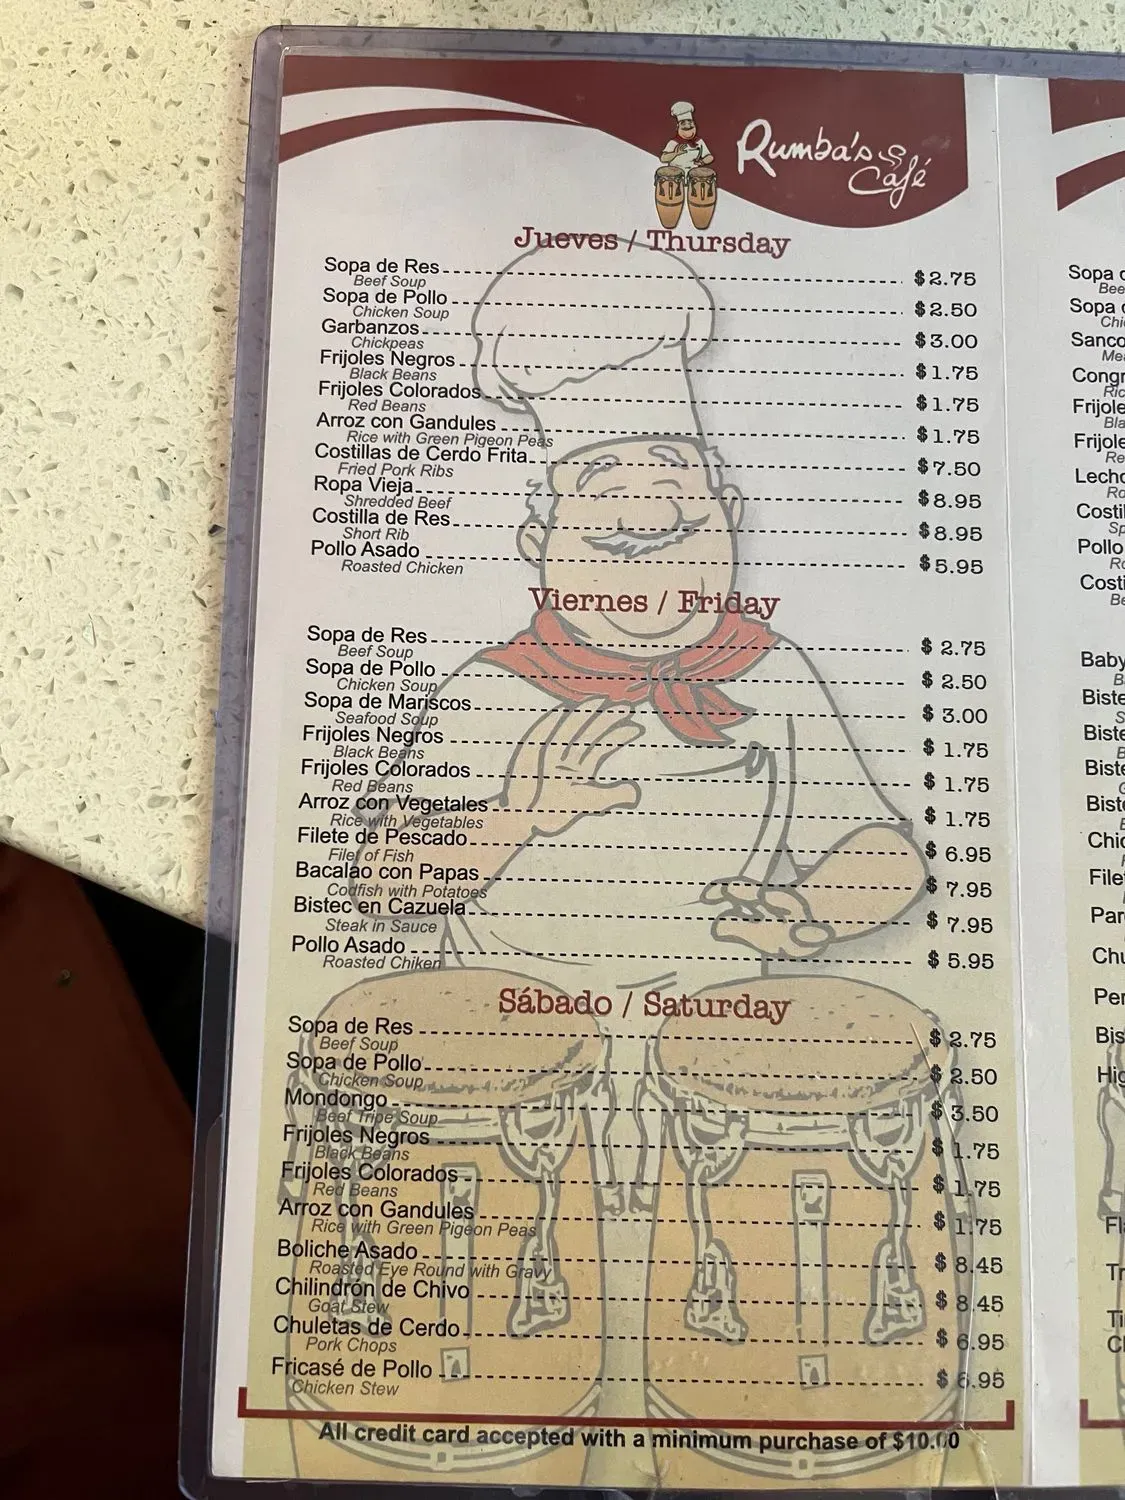 Rumba's
Café
Jueves / Thursday
Sopa de Res $2.75
Beef Soup
Sopa de Pollo $2.50
Chicken Soup
Garbanzos $3.00
Chickpeas
Frijoles Negros $1.75
Black Beans
Frijoles Colorados $1.75
Red Beans
Arroz con Gandules $1.75
Rice with Green Pigeon Peas
Costillas de Cerdo Frita $7.50
Fried Pork Ribs
Ropa Vieja $8.95
Shredded Beef
Costilla de Res $8.95
Short Rib
Pollo Asado $5.95
Roasted Chicken
Viernes / Friday
Sopa de Res $2.75
Beef Soup
Sopa de Pollo $2.50
Chicken Soup
Sopa de Mariscos $3.00
Seafood Soup
Frijoles Negros $1.75
Black Beans
Frijoles Colorados $1.75
Red Beans
Arroz con Vegetales $1.75
Rice with Vegetables
Filete de Pescado $6.95
Filet of Fish
Bacalao con Papas $7.95
Codfish with Potatoes
Bistec en Cazuela $7.95
Steak in Sauce
Pollo Asado $5.95
Roasted Chiken
Sábado / Saturday
Sopa de Res $2.75
Beef Soup
Sopa de Pollo $2.50
Chicken Soup
Mondongo $3.50
Beef Tripe Soup
Frijoles Negros $1.75
Black Beans
Frijoles Colorados $1.75
Red Beans
Arroz con Gandules $1.75
Rice with Green Pigeon Peas
Boliche Asado $8.45
Roasted Eye Round with Gravy
Chilindrón de Chivo $8.45
Goat Stew
Chuletas de Cerdo $6.95
Pork Chops
Fricasé de Pollo $6.95
Chicken Stew
All credit card accepted with a minimum purchase of $10.00
Sopa
Sopa
Pollo
Baby